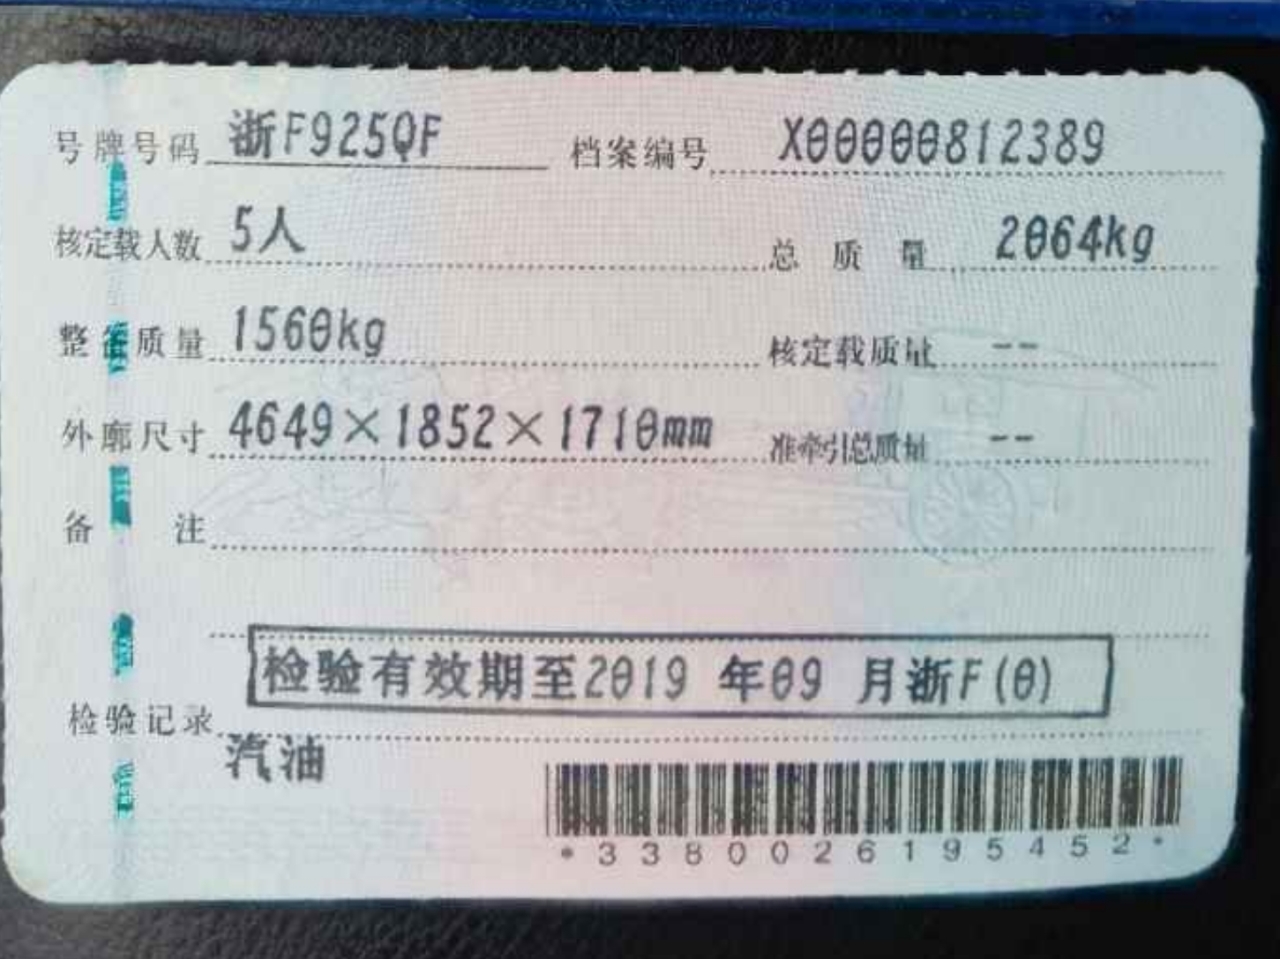 号牌号码 浙F925QF 档案编号 X00000812389
核定载人数 5人 总质量 2064kg
整备质量 1560kg 核定载质量 --
外廓尺寸 4649×1852×1710mm 准牵引总质量 --
备注
检验有效期至2019 年09 月浙F(0)
检验记录
汽油
*3380026195452*